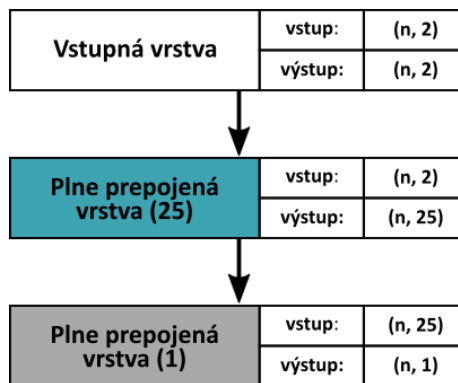 Vstupná vrstva
vstup:
(n, 2)
výstup:
(n, 2)
Plne prepojená
vrstva (25)
vstup:
(n, 2)
výstup:
(n, 25)
Plne prepojená
vrstva (1)
vstup:
(n, 25)
výstup:
(n, 1)